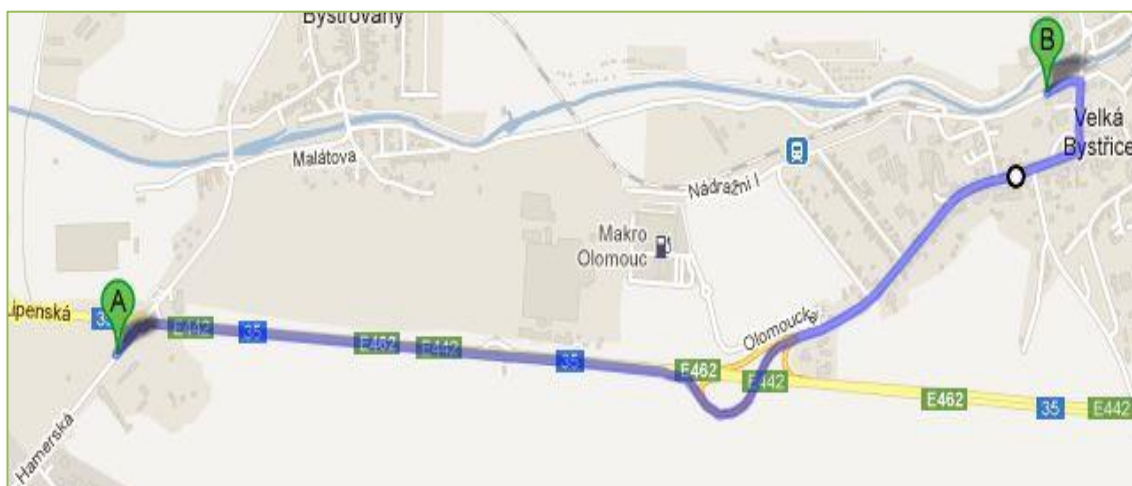 Bystrovany
B
Velká
Bystřice
Malátova
Nádražní I
Makro
Olomouc
A
Lipenská
35
E442
35
E462
E442
35
E462
Olomoucká
E442
E462
35
E442
Hamerská